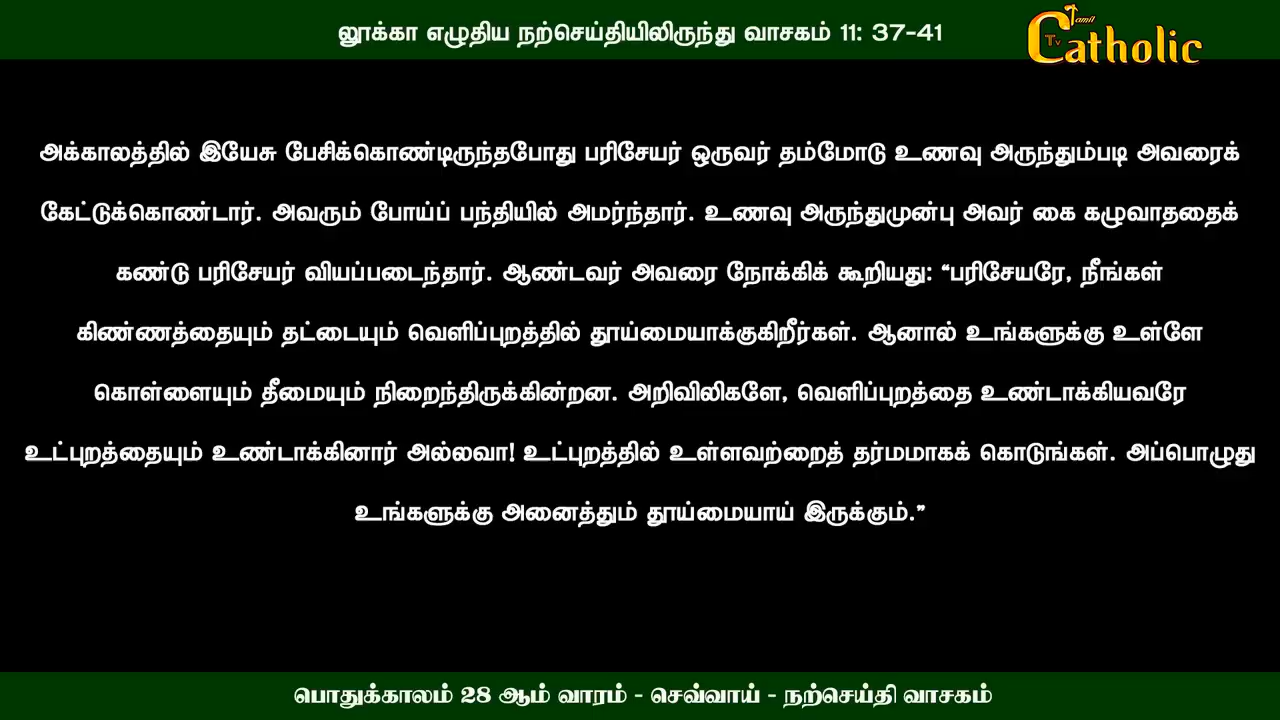 லூக்கா எழுதிய நற்செய்தியிலிருந்து வாசகம் 11: 37-41
Tamil
Catholic
Tv
அக்காலத்தில் இயேசு பேசிக்கொண்டிருந்தபோது பரிசேயர் ஒருவர் தம்மோடு உணவு அருந்தும்படி அவரைக்
கேட்டுக்கொண்டார். அவரும் போய்ப் பந்தியில் அமர்ந்தார். உணவு அருந்துமுன்பு அவர் கை கழுவாததைக்
கண்டு பரிசேயர் வியப்படைந்தார். ஆண்டவர் அவரை நோக்கிக் கூறியது: “பரிசேயரே, நீங்கள்
கிண்ணத்தையும் தட்டையும் வெளிப்புறத்தில் தூய்மையாக்குகிறீர்கள். ஆனால் உங்களுக்கு உள்ளே
கொள்ளையும் தீமையும் நிறைந்திருக்கின்றன. அறிவிலிகளே, வெளிப்புறத்தை உண்டாக்கியவரே
உட்புறத்தையும் உண்டாக்கினார் அல்லவா! உட்புறத்தில் உள்ளவற்றைத் தர்மமாகக் கொடுங்கள். அப்பொழுது
உங்களுக்கு அனைத்தும் தூய்மையாய் இருக்கும்.”
பொதுக்காலம் 28 ஆம் வாரம் - செவ்வாய் - நற்செய்தி வாசகம்